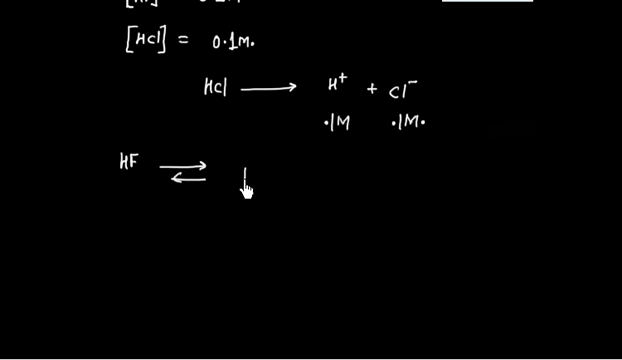 [HCl] = 0.1M.
HCl ⟶ H⁺ + Cl⁻
.1M .1M.
HF ⇌